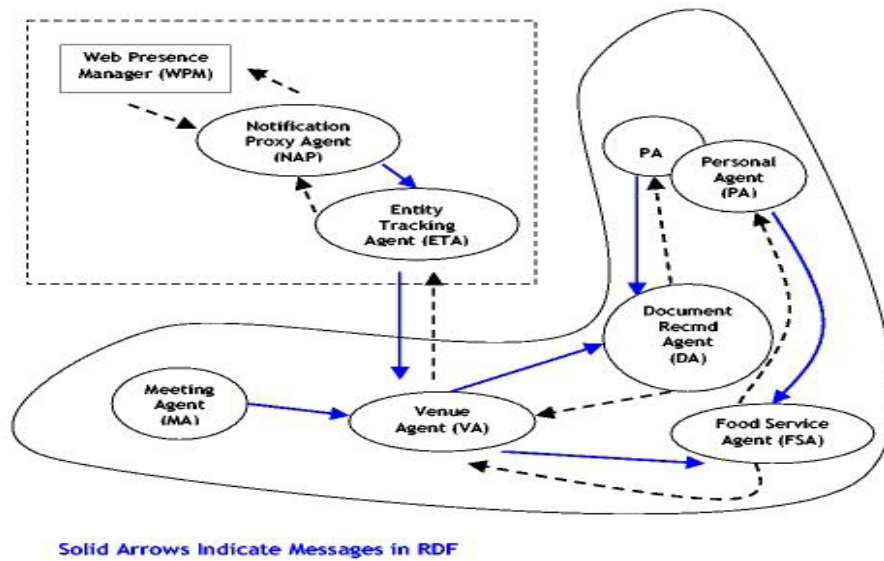 Web Presence
Manager (WPM)
Notification
Proxy Agent
(NAP)
Entity
Tracking
Agent (ETA)
PA
Personal
Agent
(PA)
Document
Recmd
Agent
(DA)
Meeting
Agent
(MA)
Venue
Agent (VA)
Food Service
Agent (FSA)
Solid Arrows Indicate Messages in RDF